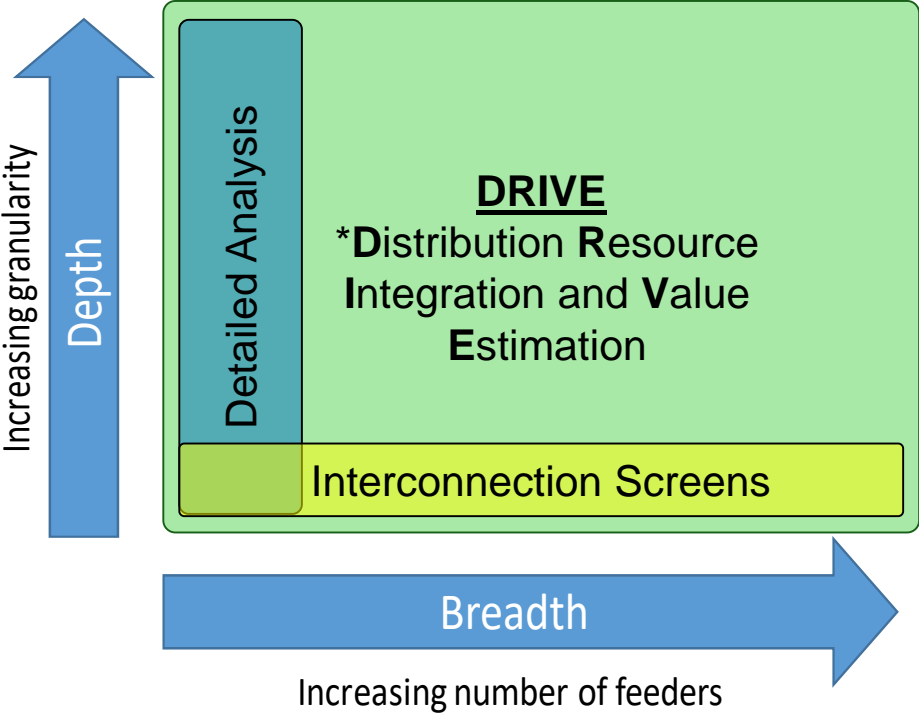 Increasing granularity
Depth
Detailed Analysis
DRIVE
*Distribution Resource
Integration and Value
Estimation
Interconnection Screens
Breadth
Increasing number of feeders